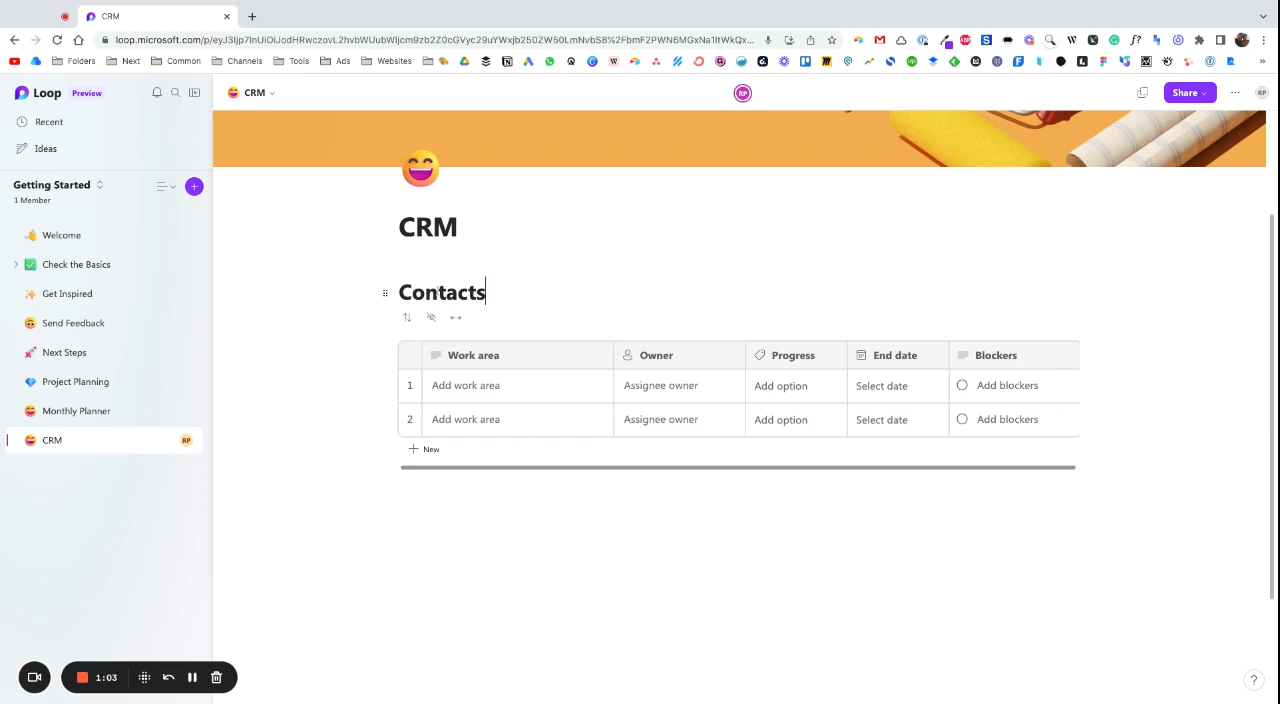 CRM
loop.microsoft.com/p/eyJ3Ijp7InUiOiJodHRwczovL2hvbWUubWljcm9zb2Z0cGVyc29uYWxjb250ZW50LmNvbS8%2FbmF2PWN6MGxNa1ltWkQx...
Folders
Next
Common
Channels
Tools
Ads
Websites
»
Loop
Preview
CRM
RP
Share
RP
Recent
Ideas
Getting Started
1 Member
Welcome
Check the Basics
Get Inspired
Send Feedback
Next Steps
Project Planning
Monthly Planner
CRM
RP
CRM
Contacts
Work area Owner Progress End date Blockers
1 Add work area Assignee owner Add option Select date Add blockers
2 Add work area Assignee owner Add option Select date Add blockers
New
1:03
?